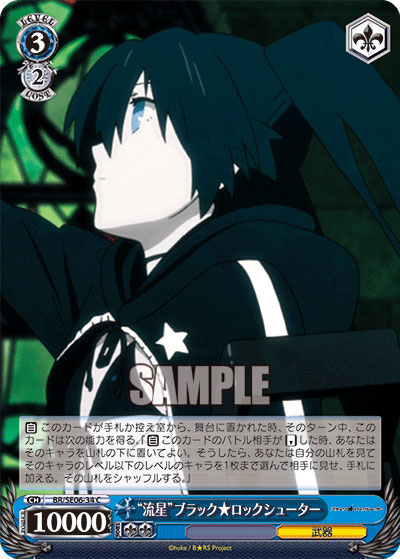 LEVEL
3
2
COST
SAMPLE
自 このカードが手札か控え室から、舞台に置かれた時、そのターン中、この
カードは次の能力を得る。『自 このカードのバトル相手が【リバース】した時、あなたは
そのキャラを山札の下に置いてよい。そうしたら、あなたは自分の山札を見て
そのキャラのレベル以下のレベルのキャラを1枚まで選んで相手に見せ、手札に
加える。その山札をシャッフルする。』
CH BR/SE06-34 C
10000
“流星”ブラック★ロックシューター
武器
©huke / B★RS Project